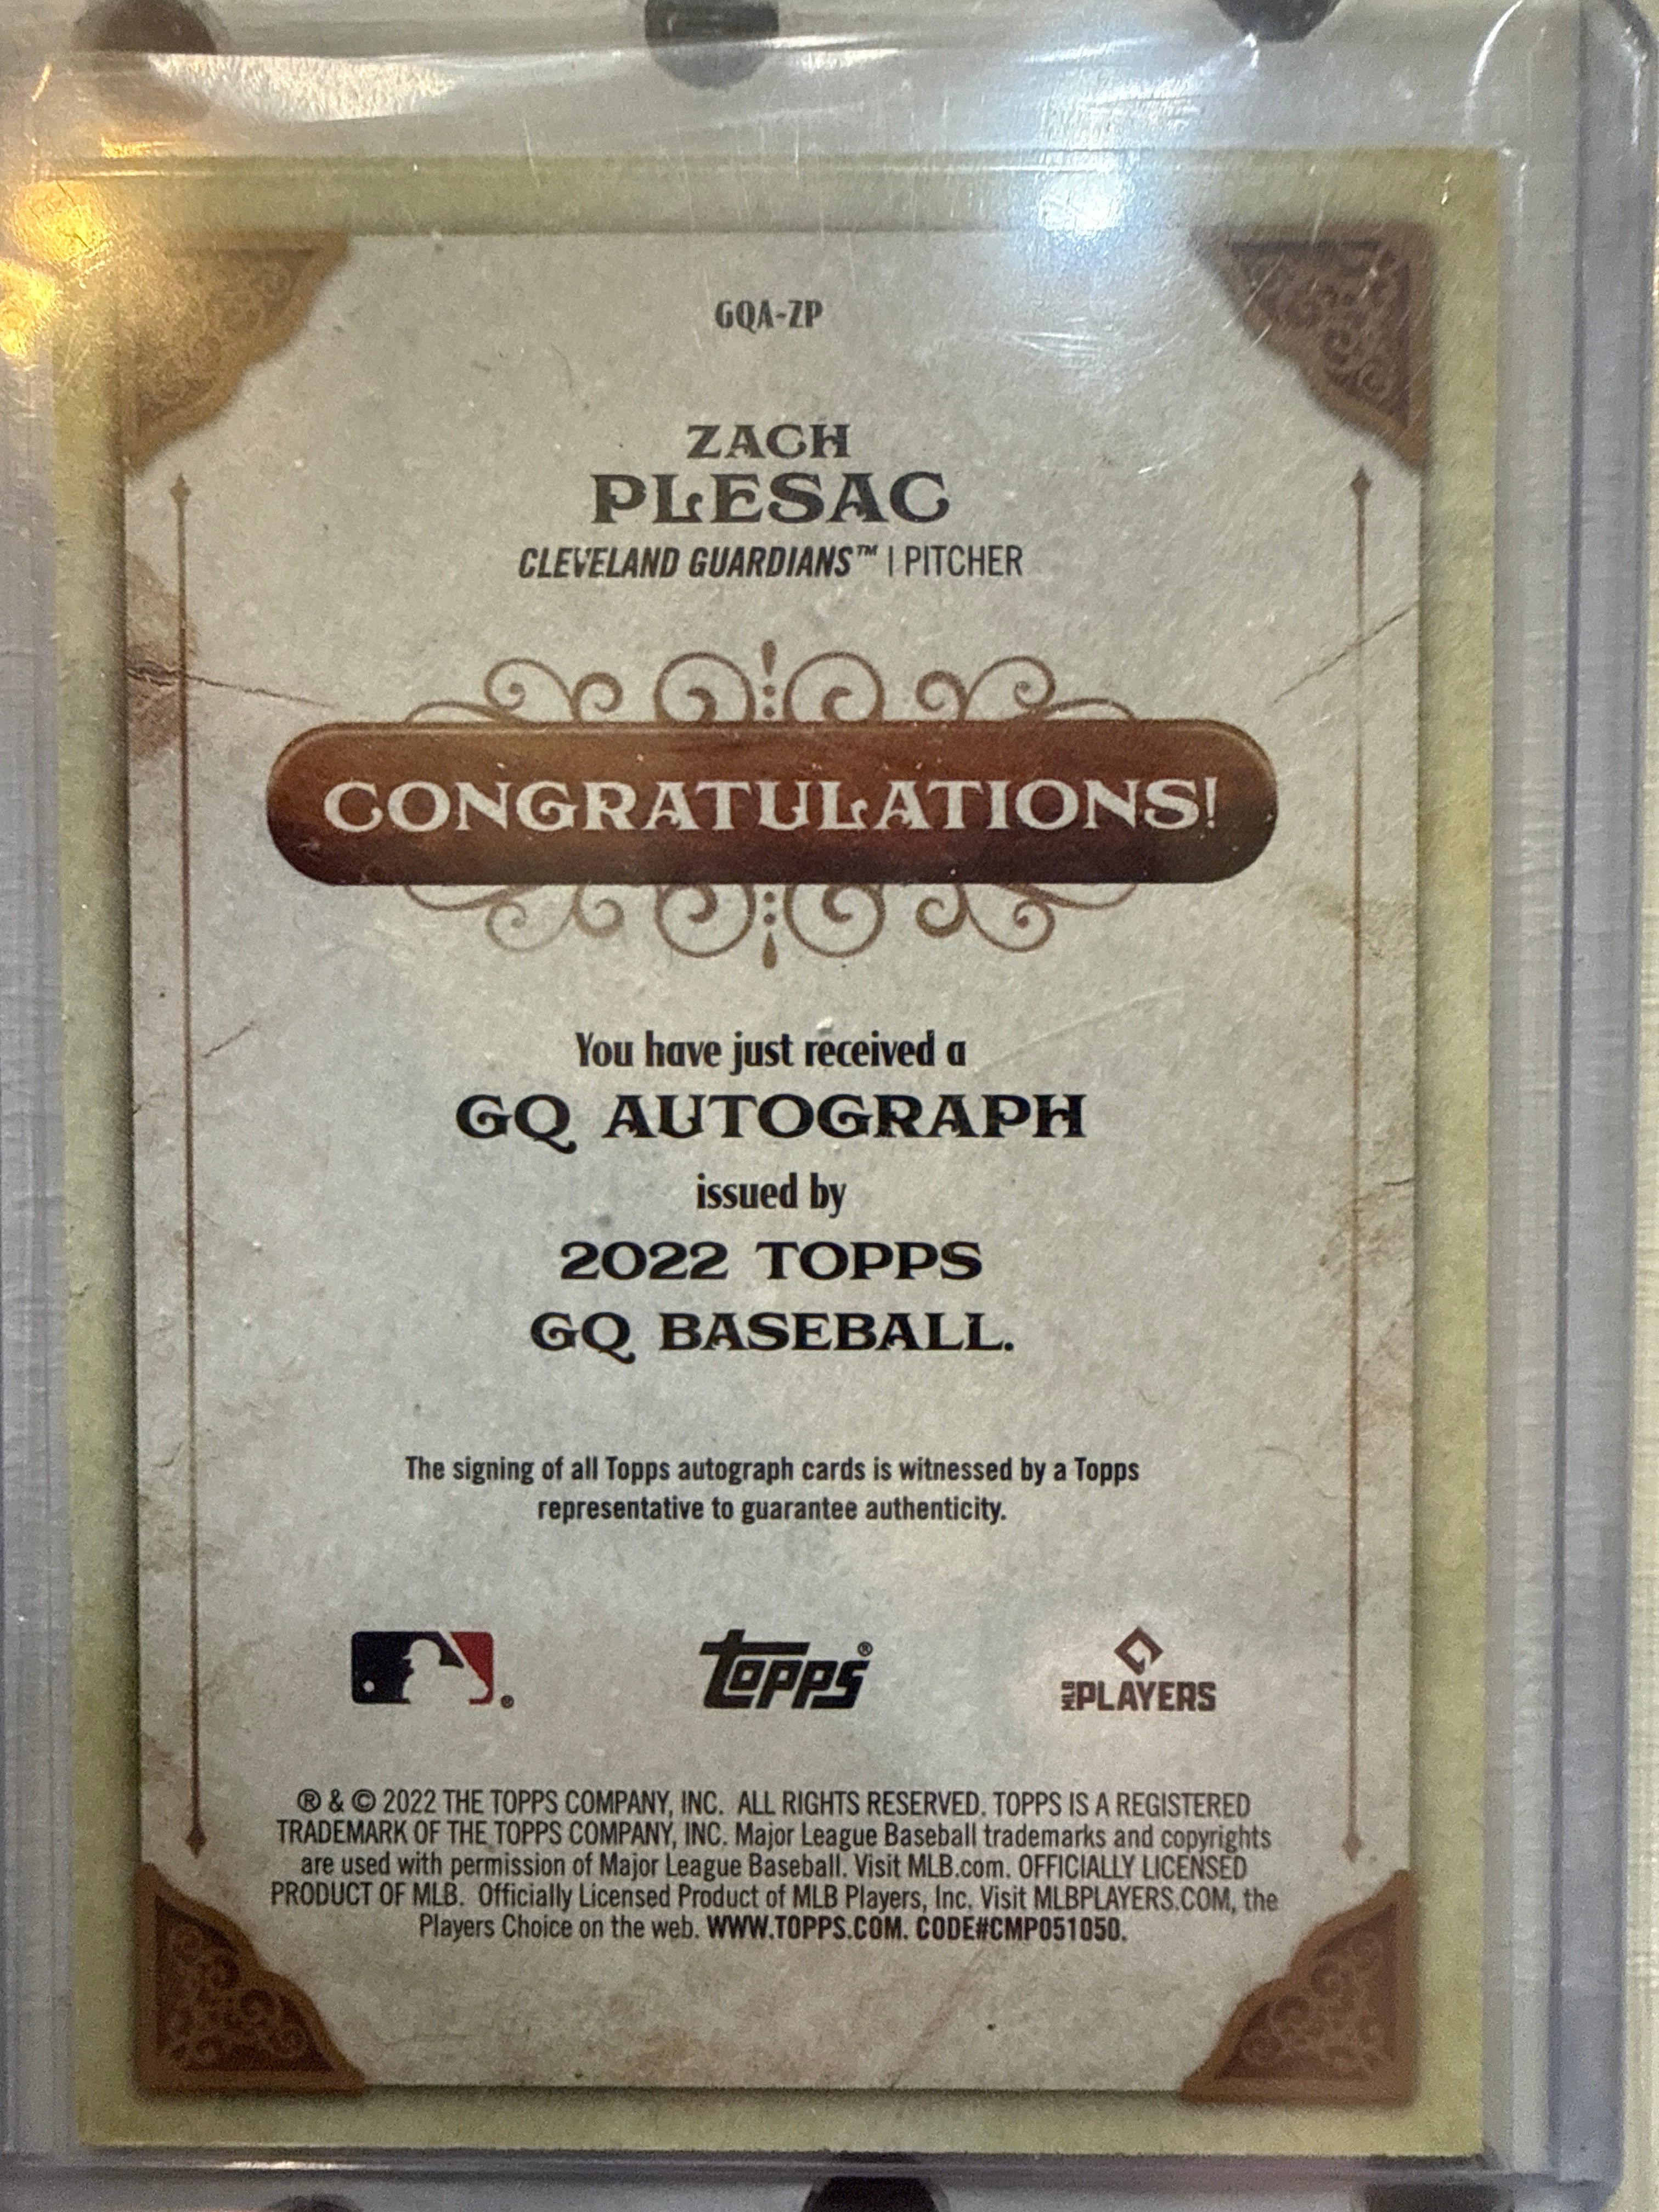 GQA-ZP
ZACH
PLESAC
CLEVELAND GUARDIANS™ | PITCHER
CONGRATULATIONS!
You have just received a
GQ AUTOGRAPH
issued by
2022 TOPPS
GQ BASEBALL.
The signing of all Topps autograph cards is witnessed by a Topps
representative to guarantee authenticity.
®
topps®
MLB PLAYERS
® & © 2022 THE TOPPS COMPANY, INC. ALL RIGHTS RESERVED. TOPPS IS A REGISTERED
TRADEMARK OF THE TOPPS COMPANY, INC. Major League Baseball trademarks and copyrights
are used with permission of Major League Baseball. Visit MLB.com. OFFICIALLY LICENSED
PRODUCT OF MLB. Officially Licensed Product of MLB Players, Inc. Visit MLBPLAYERS.COM, the
Players Choice on the web. WWW.TOPPS.COM. CODE#CMP051050.